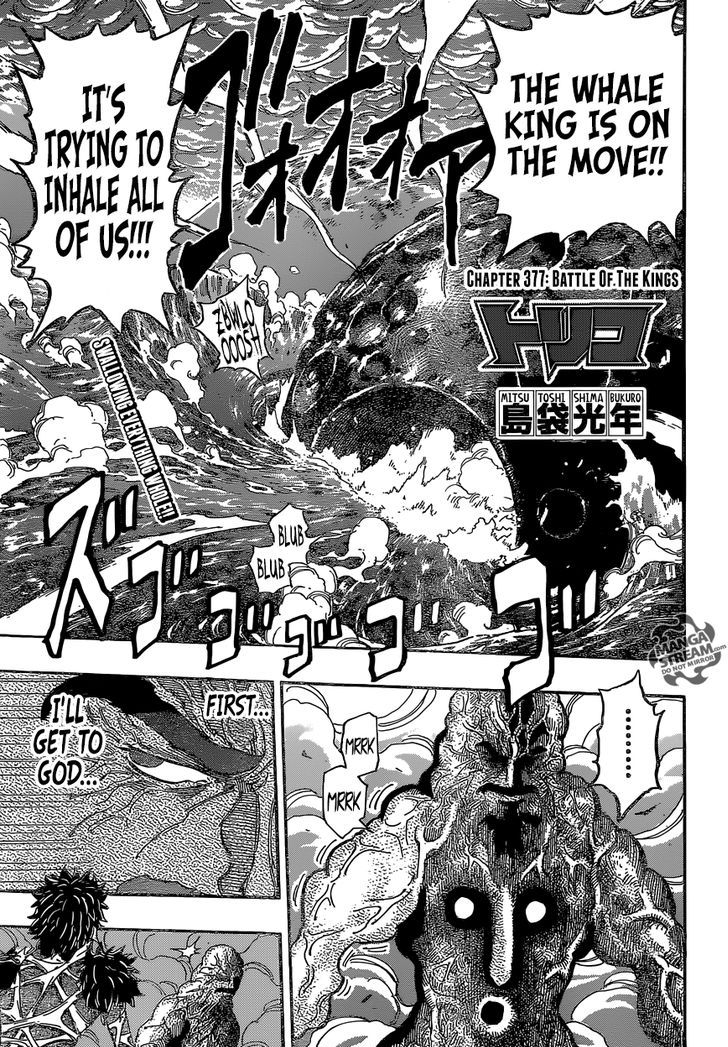 THE WHALE
KING IS ON
THE MOVE!!
IT'S
TRYING TO
INHALE ALL
OF US!!!
ゴォオオオァ
CHAPTER 377: BATTLE OF THE KINGS
トリコ
MITSU TOSHI SHIMA BUKURO
島袋光年
SWALLOWING EVERYTHING WHOLE!!
BLUB
BLUB
ズゴゴゴゴゴ
MANGA
STREAM.com
DO NOT MIRROR!
.........
MRRK
MRRK
FIRST...
I'LL
GET TO
GOD...